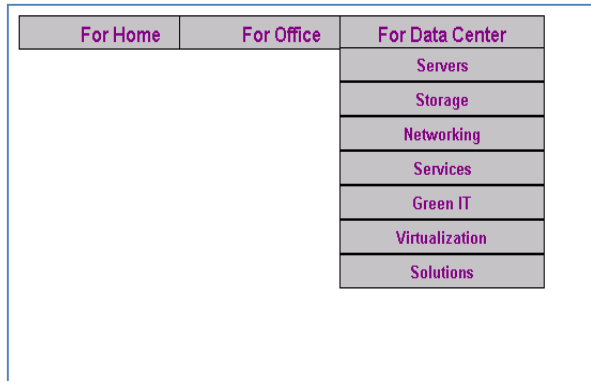 For Home For Office For Data Center
Servers
Storage
Networking
Services
Green IT
Virtualization
Solutions